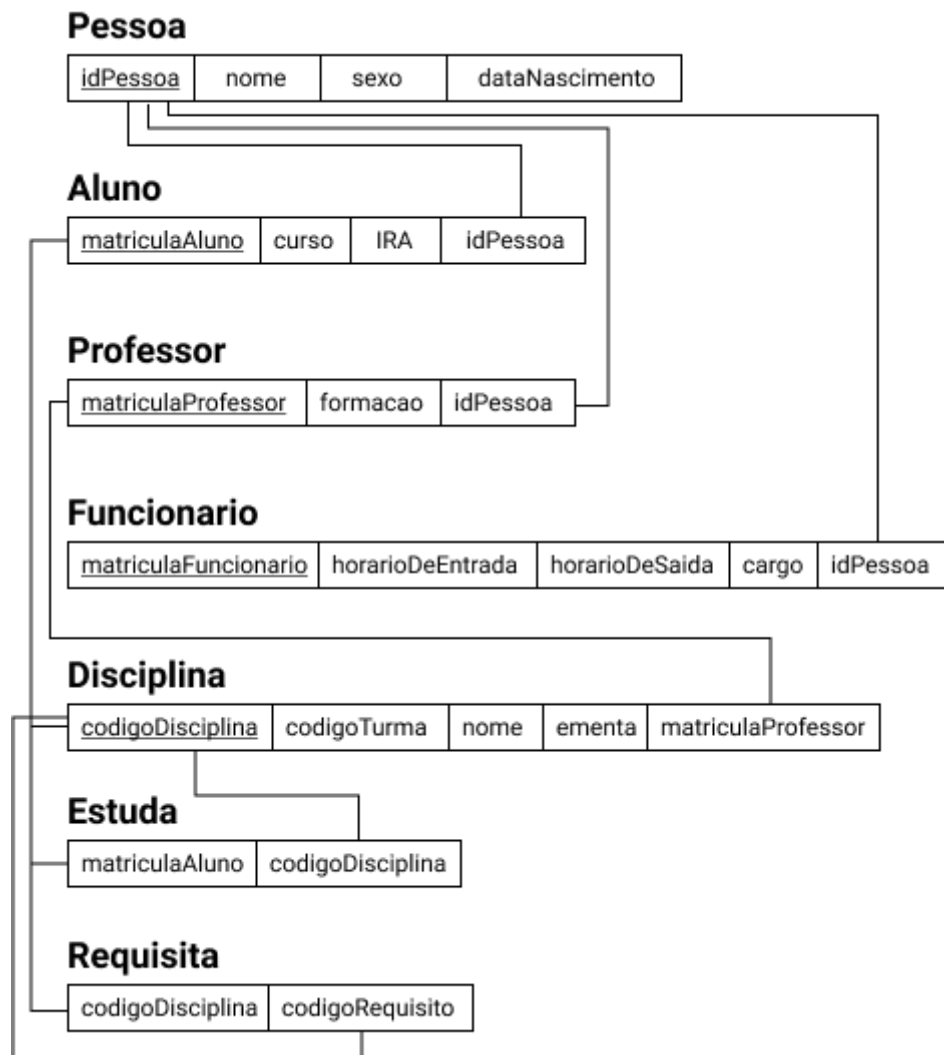 Pessoa
idPessoa nome sexo dataNascimento
Aluno
matriculaAluno curso IRA idPessoa
Professor
matriculaProfessor formacao idPessoa
Funcionario
matriculaFuncionario horarioDeEntrada horarioDeSaida cargo idPessoa
Disciplina
codigoDisciplina codigoTurma nome ementa matriculaProfessor
Estuda
matriculaAluno codigoDisciplina
Requisita
codigoDisciplina codigoRequisito